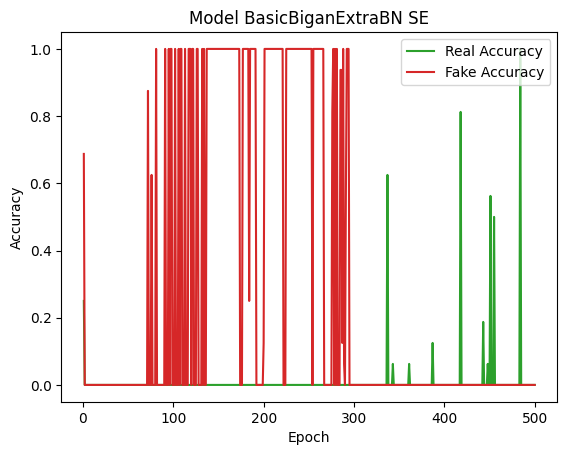 Model BasicBiganExtraBN SE
Real Accuracy
Fake Accuracy
Accuracy
1.0
0.8
0.6
0.4
0.2
0.0
0 100 200 300 400 500
Epoch